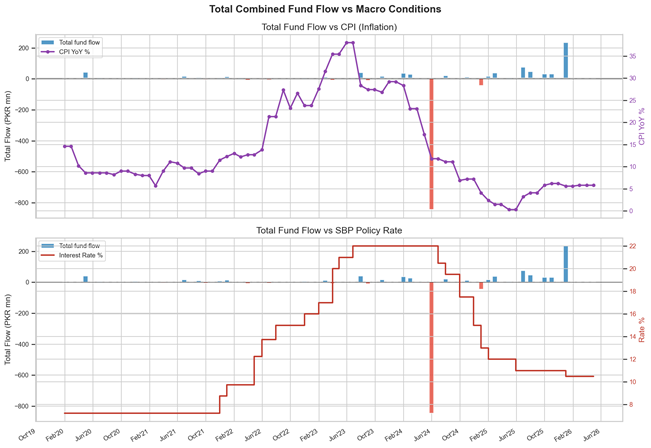 Total Combined Fund Flow vs Macro Conditions
Total Fund Flow vs CPI (Inflation)
Total fund flow
CPI YoY %
200
0
−200
−400
−600
−800
Total Flow (PKR mn)
35
30
25
20
15
10
5
0
CPI YoY %
Total Fund Flow vs SBP Policy Rate
Total fund flow
Interest Rate %
200
0
−200
−400
−600
−800
Total Flow (PKR mn)
22
20
18
16
14
12
10
8
Rate %
Oct'19 Feb'20 Jun'20 Oct'20 Feb'21 Jun'21 Oct'21 Feb'22 Jun'22 Oct'22 Feb'23 Jun'23 Oct'23 Feb'24 Jun'24 Oct'24 Feb'25 Jun'25 Oct'25 Feb'26 Jun'26